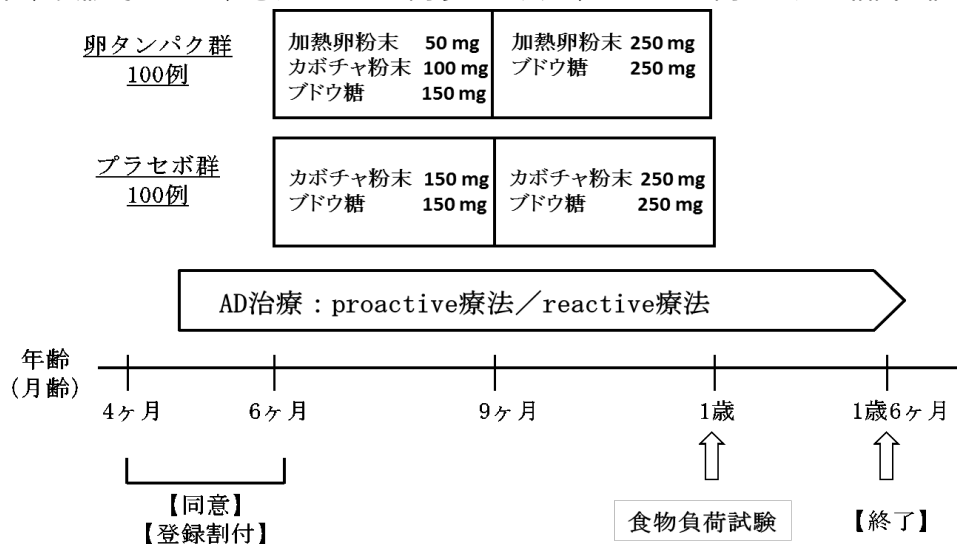 卵タンパク群
100例
加熱卵粉末 50 mg
カボチャ粉末 100 mg
ブドウ糖 150 mg
加熱卵粉末 250 mg
ブドウ糖 250 mg
プラセボ群
100例
カボチャ粉末 150 mg
ブドウ糖 150 mg
カボチャ粉末 250 mg
ブドウ糖 250 mg
AD治療：proactive療法／reactive療法
年齢
(月齢)
4ヶ月 6ヶ月 9ヶ月 1歳 1歳6ヶ月
【同意】
【登録割付】
食物負荷試験
【終了】